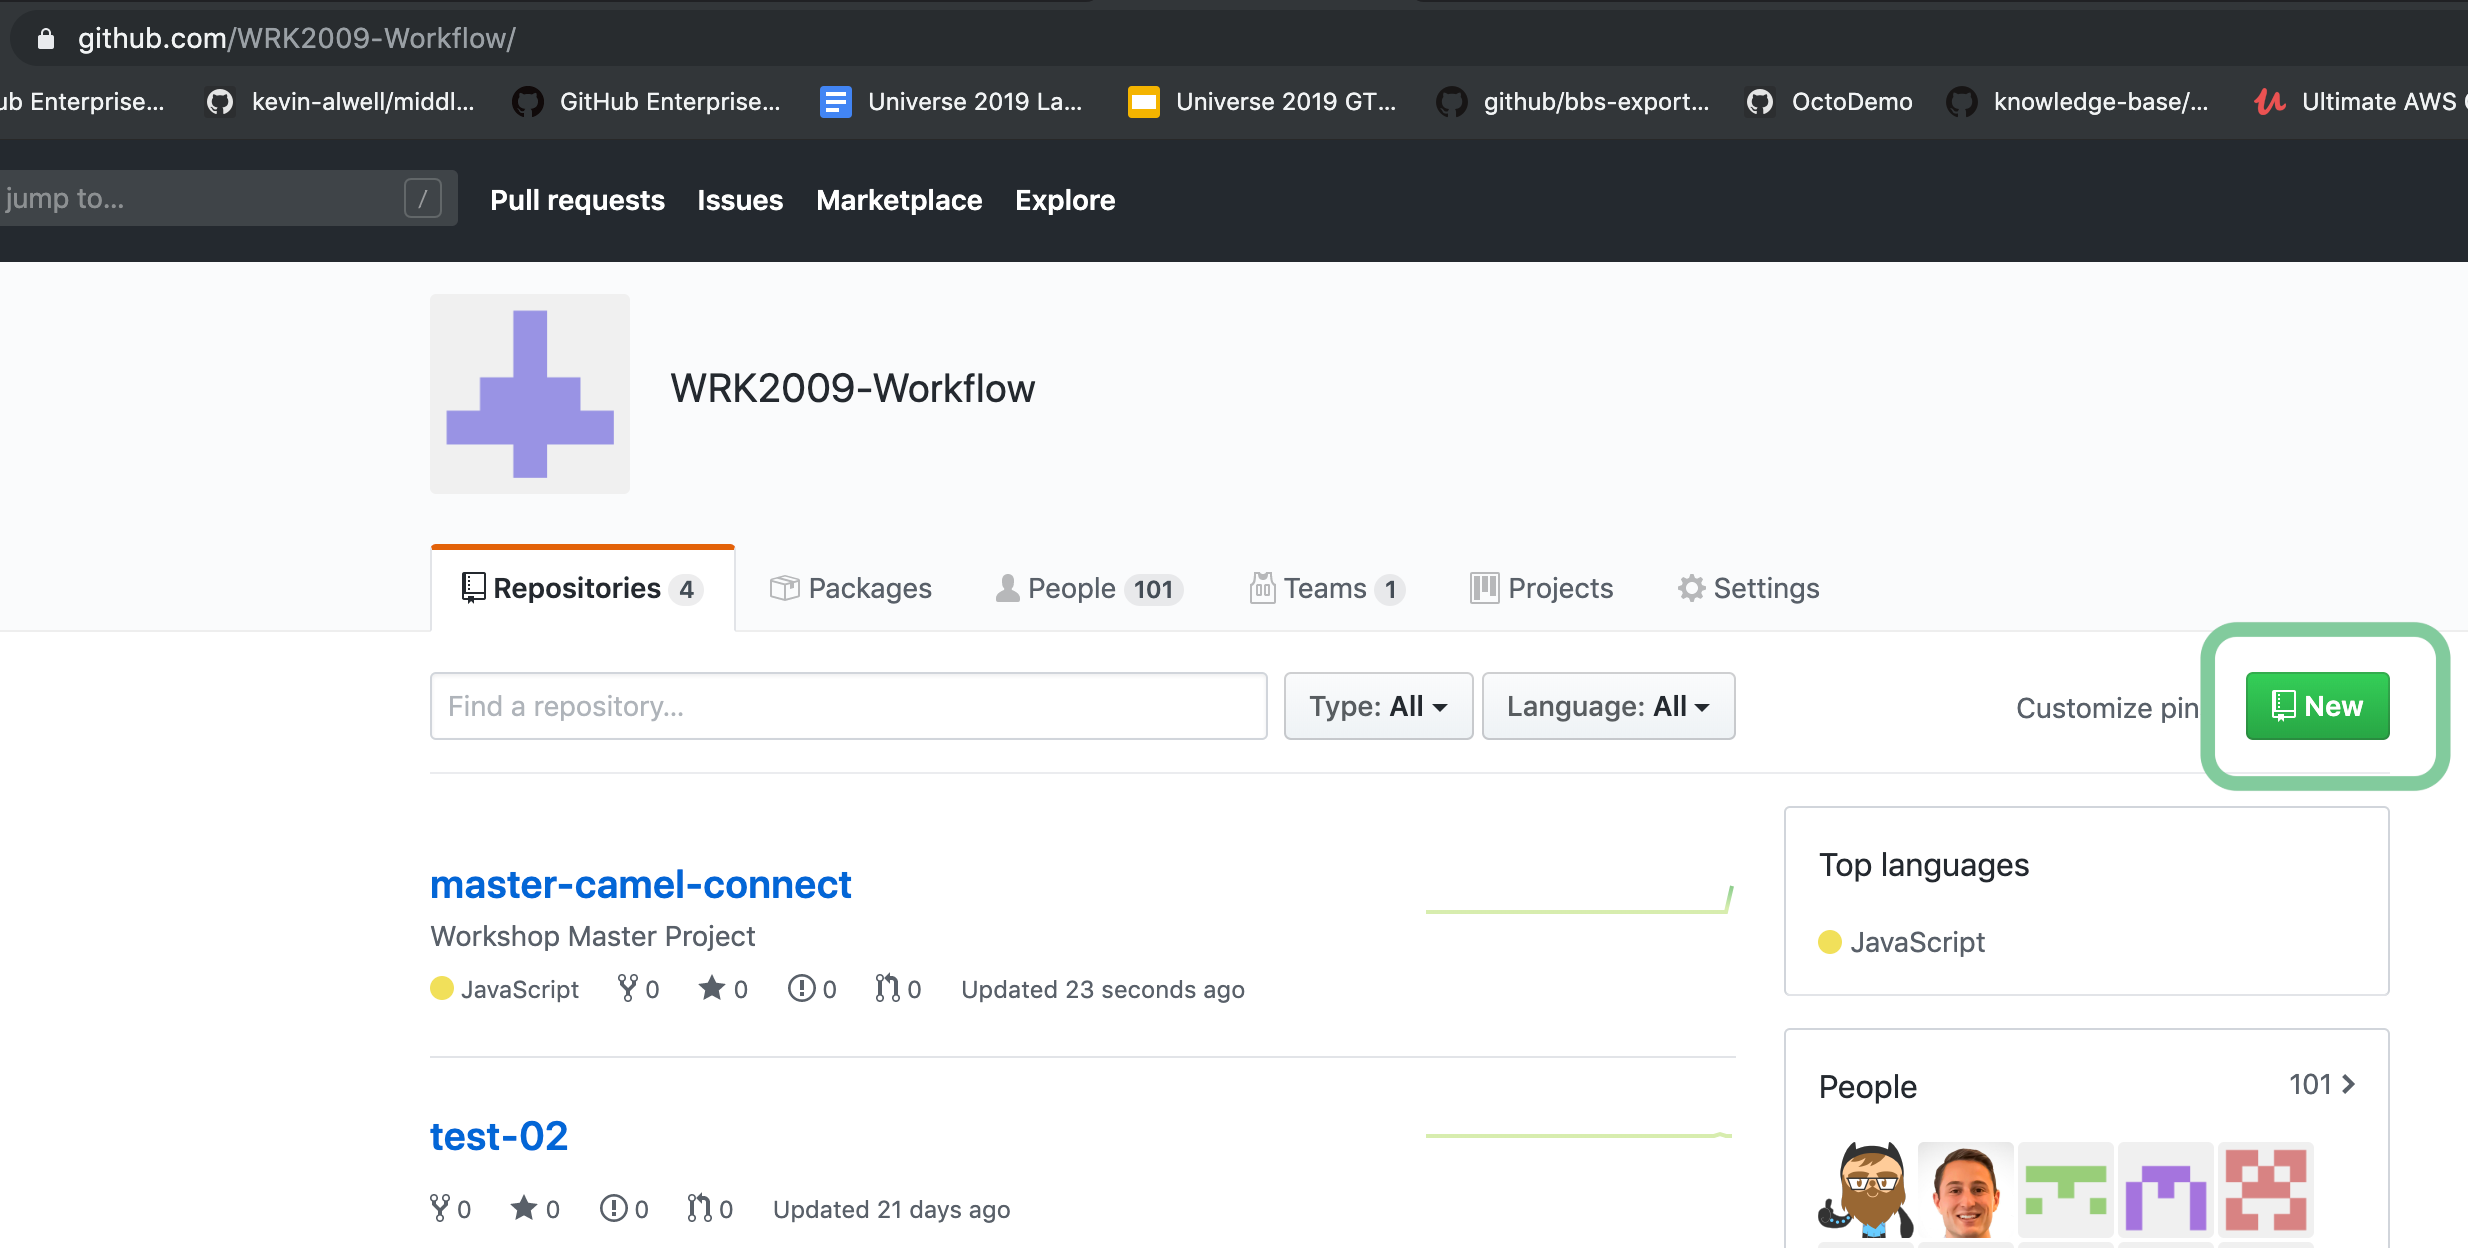 github.com/WRK2009-Workflow/
ub Enterprise... kevin-alwell/middl... GitHub Enterprise... Universe 2019 La... Universe 2019 GT... github/bbs-export... OctoDemo knowledge-base/... Ultimate AWS
jump to... / Pull requests Issues Marketplace Explore
WRK2009-Workflow
Repositories 4 Packages People 101 Teams 1 Projects Settings
Find a repository... Type: All Language: All Customize pin New
Top languages
master-camel-connect
Workshop Master Project
JavaScript
JavaScript 0 0 0 0 Updated 23 seconds ago
People 101
test-02
0 0 0 0 Updated 21 days ago